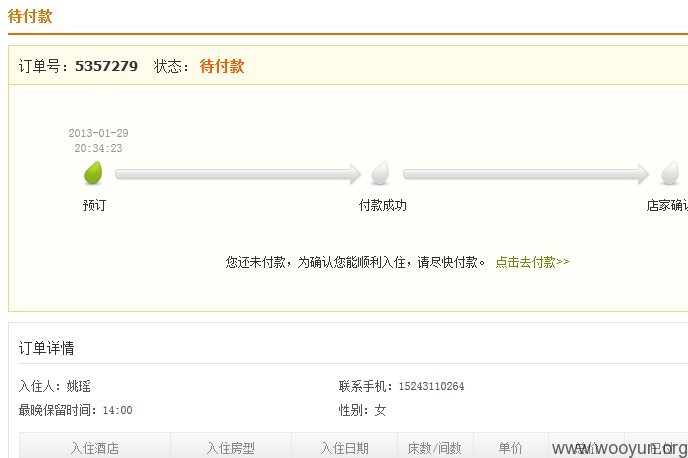 待付款
订单号：5357279 状态：待付款
2013-01-29
20:34:23
预订 付款成功 店家确认
您还未付款，为确认您能顺利入住，请尽快付款。 点击去付款>>
订单详情
入住人：姚瑶 联系手机：15243110264
最晚保留时间：14:00 性别：女
入住酒店 入住房型 入住日期 床数/间数 单价
www.wooyun.org